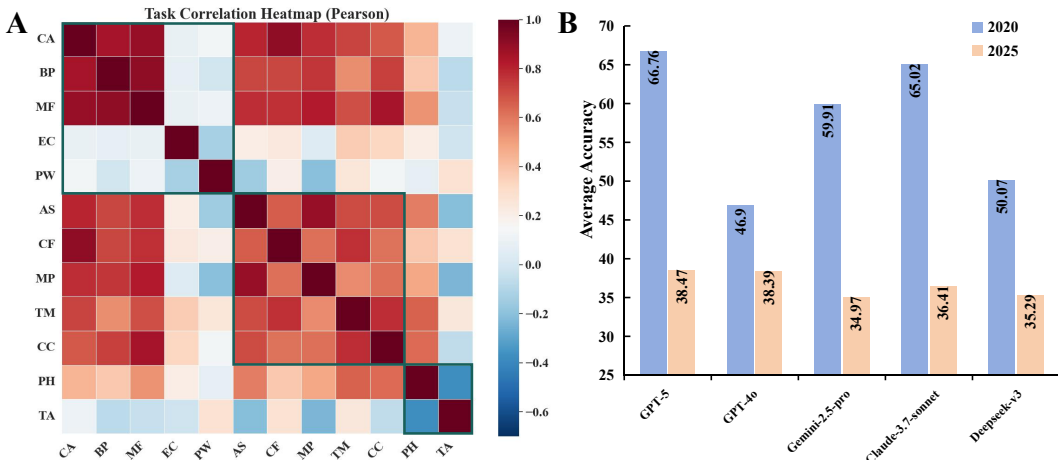 A
Task Correlation Heatmap (Pearson)
CA
BP
MF
EC
PW
AS
CF
MP
TM
CC
PH
TA
CA
BP
MF
EC
PW
AS
CF
MP
TM
CC
PH
TA
1.0
0.8
0.6
0.4
0.2
0.0
−0.2
−0.4
−0.6
B
2020
2025
Average Accuracy
70
65
60
55
50
45
40
35
30
25
66.76
38.47
46.9
38.39
59.91
34.97
65.02
36.41
50.07
35.29
GPT-5
GPT-4o
Gemini-2.5-pro
Claude-3.7-sonnet
Deepseek-v3